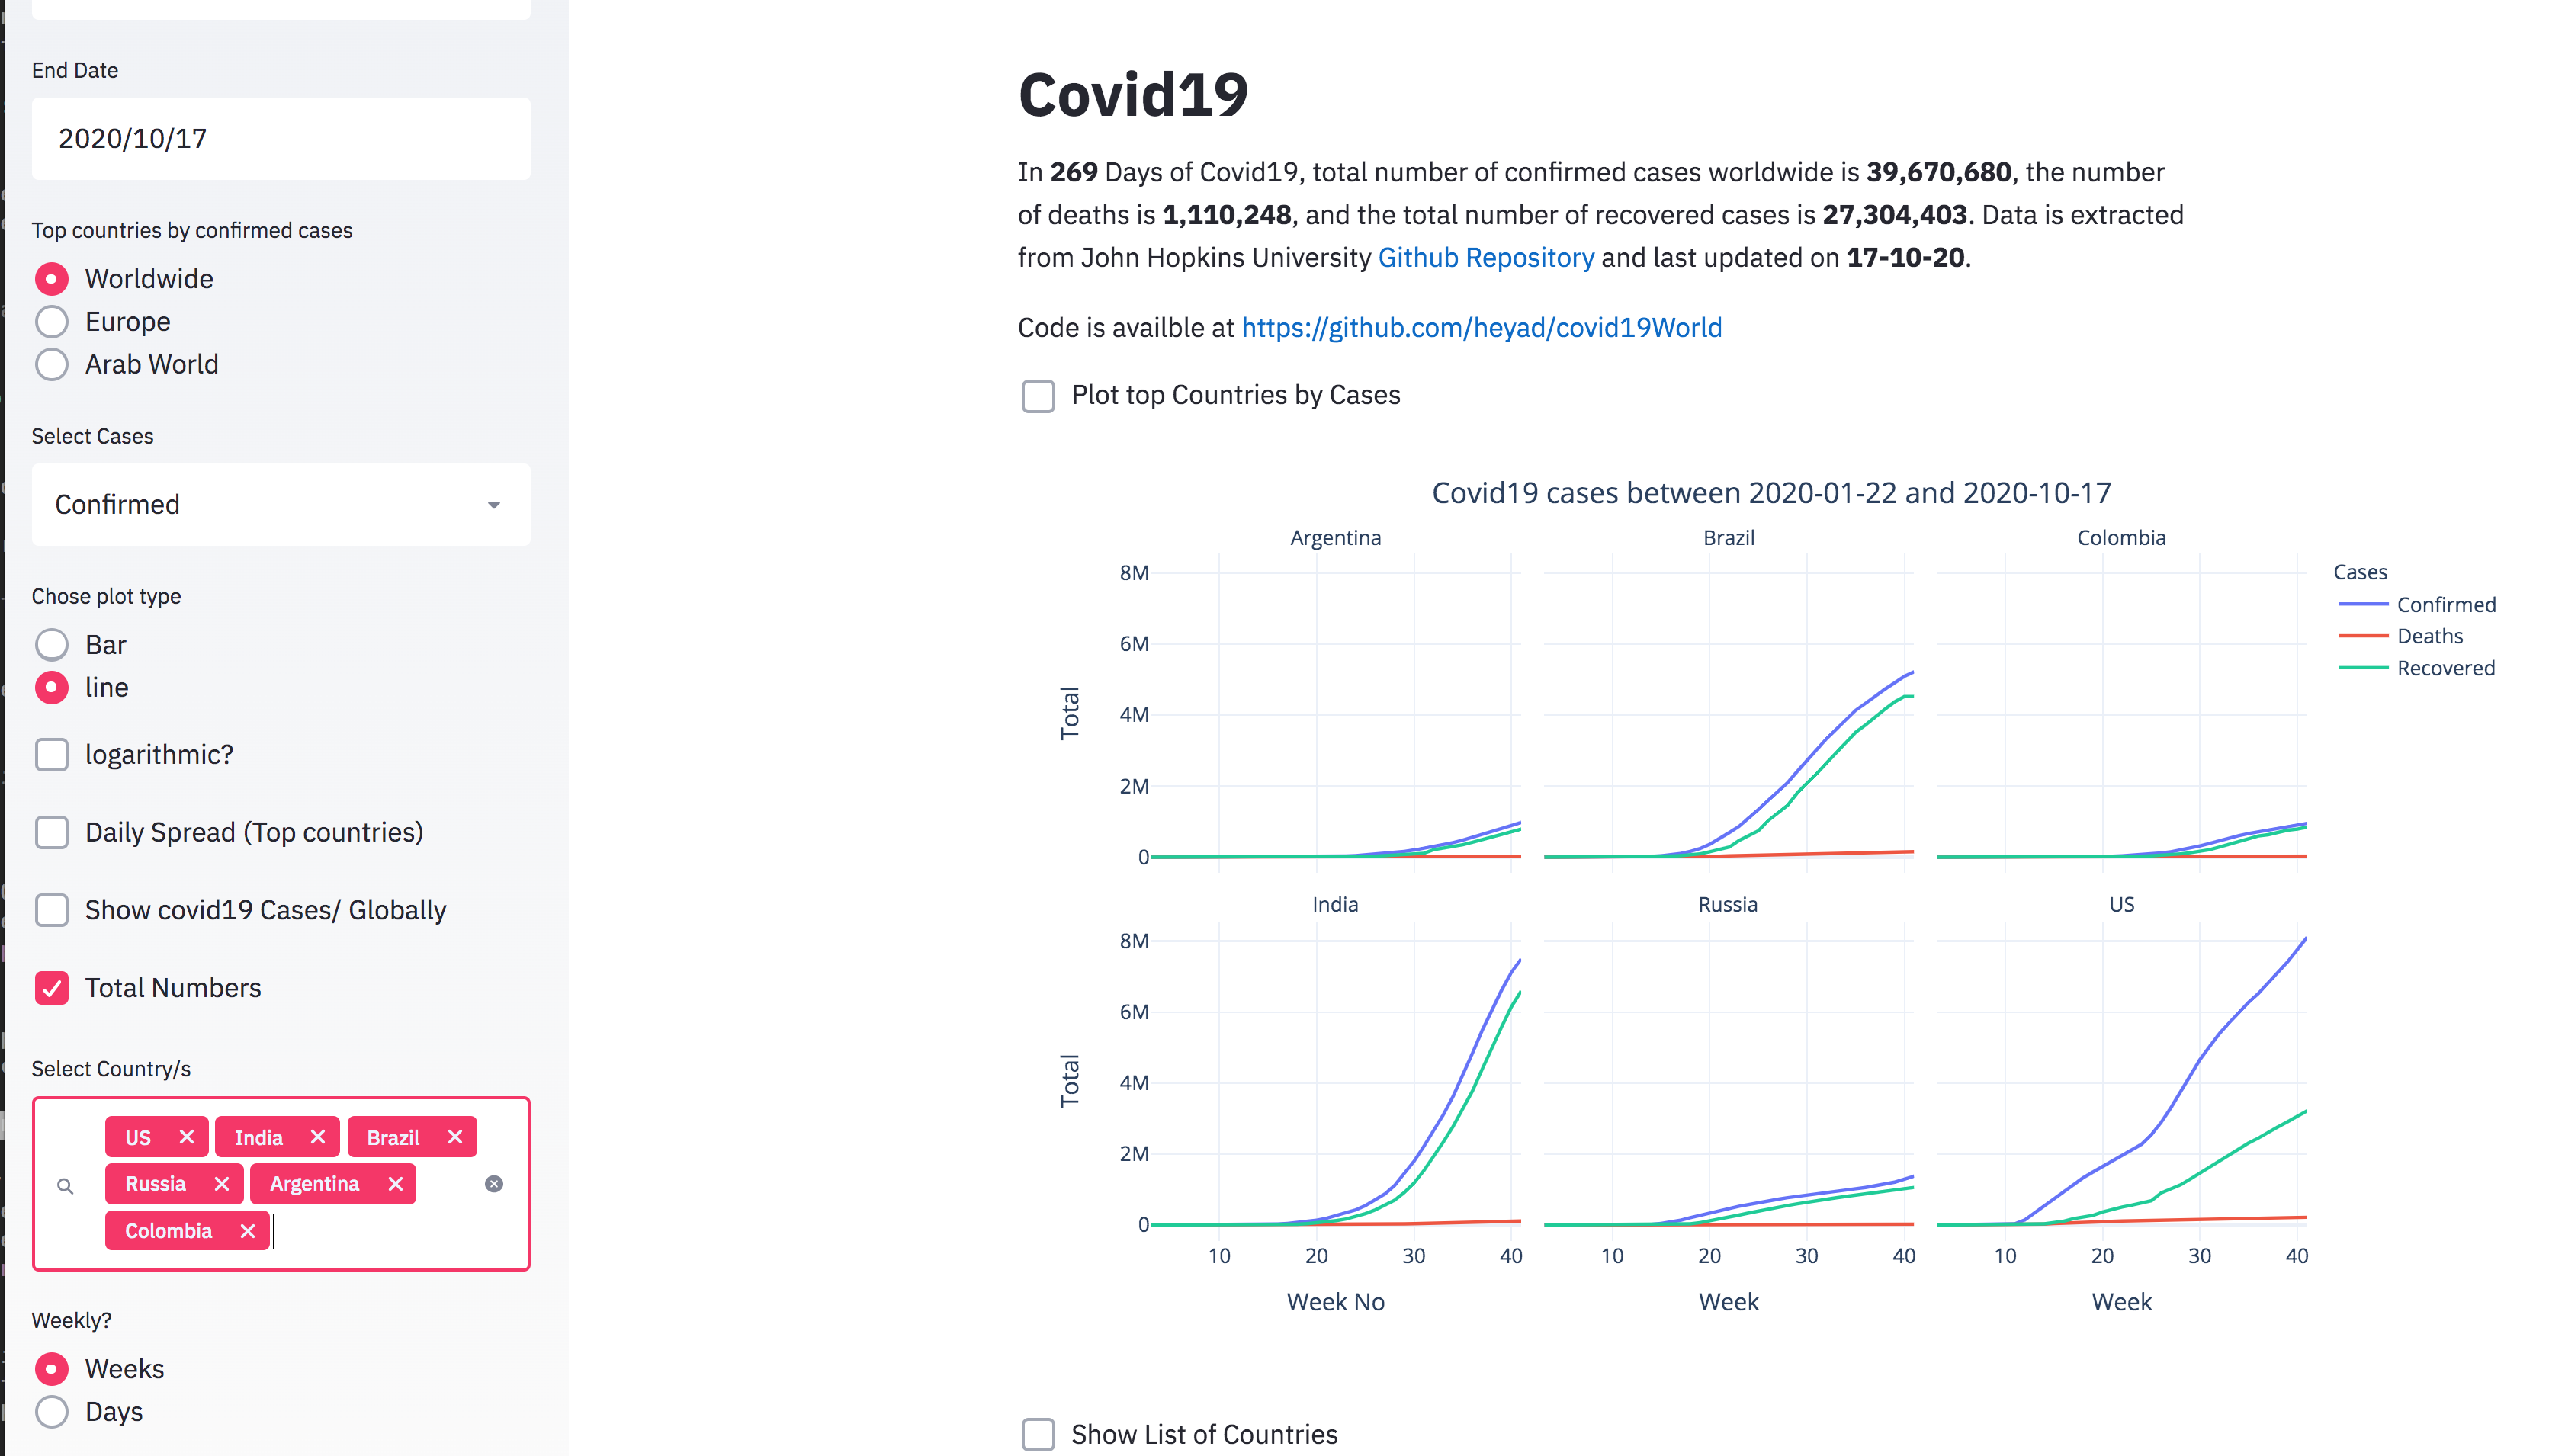 End Date
2020/10/17
Top countries by confirmed cases
Worldwide
Europe
Arab World
Select Cases
Confirmed
Chose plot type
Bar
line
logarithmic?
Daily Spread (Top countries)
Show covid19 Cases/ Globally
Total Numbers
Select Country/s
US India Brazil
Russia Argentina
Colombia
Weekly?
Weeks
Days
Covid19
In 269 Days of Covid19, total number of confirmed cases worldwide is 39,670,680, the number
of deaths is 1,110,248, and the total number of recovered cases is 27,304,403. Data is extracted
from John Hopkins University Github Repository and last updated on 17-10-20.
Code is availble at https://github.com/heyad/covid19World
Plot top Countries by Cases
Covid19 cases between 2020-01-22 and 2020-10-17
Argentina Brazil Colombia
8M
6M
4M
2M
0
Total
Cases
Confirmed
Deaths
Recovered
India Russia US
8M
6M
4M
2M
0
Total
10 20 30 40 10 20 30 40 10 20 30 40
Week No Week Week
Show List of Countries